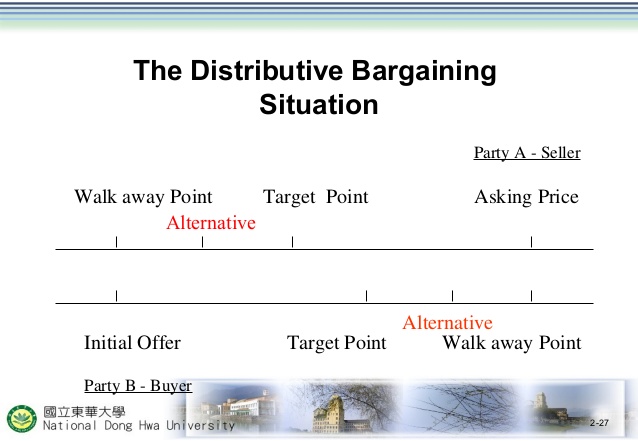 The Distributive Bargaining
Situation
Party A - Seller
Walk away Point Target Point Asking Price
Alternative
Alternative
Initial Offer Target Point Walk away Point
Party B - Buyer
國立東華大學
National Dong Hwa University
2-27